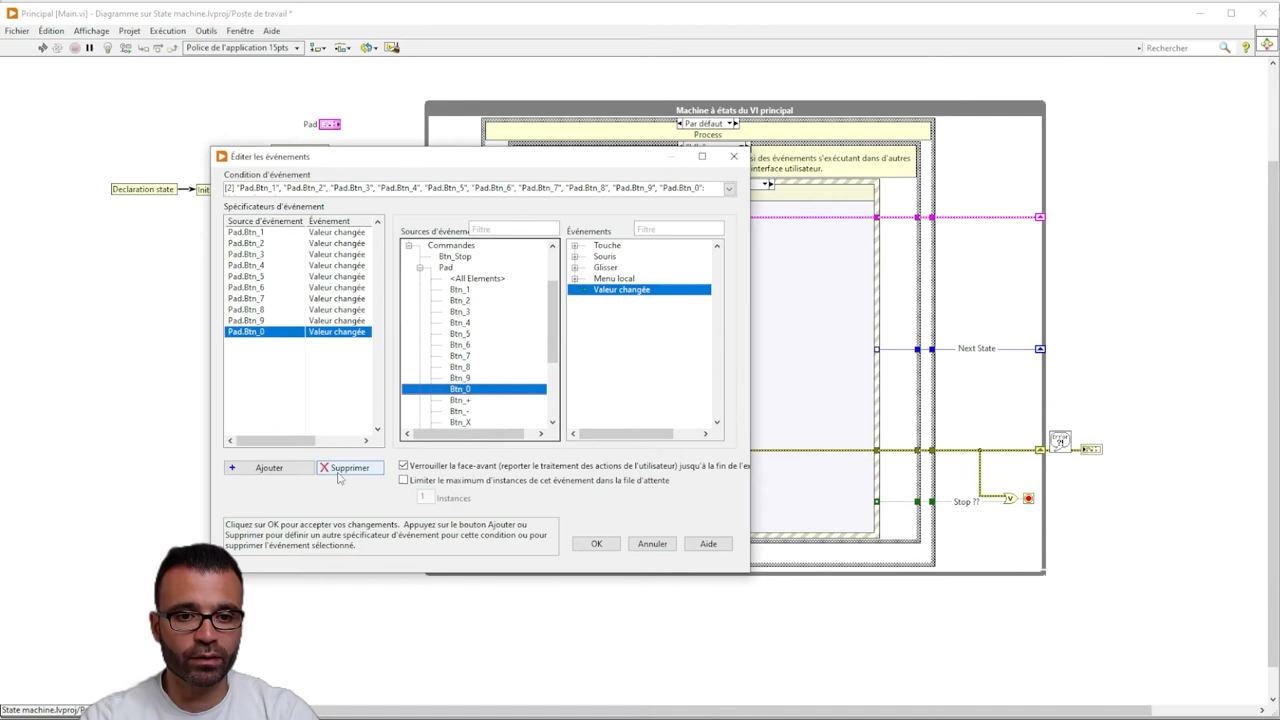 Principal [Main.vi] - Diagramme sur State machine.lvproj/Poste de travail *
Fichier Édition Affichage Projet Exécution Outils Fenêtre Aide
Police de l'application 15pts
Rechercher
Machine à états du VI principal
Pad
Par défaut
Process
Éditer les événements
si des événements s'exécutant dans d'autres
interface utilisateur.
Condition d'événement
Declaration state
Init
[2] "Pad.Btn_1", "Pad.Btn_2", "Pad.Btn_3", "Pad.Btn_4", "Pad.Btn_5", "Pad.Btn_6", "Pad.Btn_7", "Pad.Btn_8", "Pad.Btn_9", "Pad.Btn_0":
Spécificateurs d'événement
Source d'événement Événement
Pad.Btn_1 Valeur changée
Pad.Btn_2 Valeur changée
Pad.Btn_3 Valeur changée
Pad.Btn_4 Valeur changée
Pad.Btn_5 Valeur changée
Pad.Btn_6 Valeur changée
Pad.Btn_7 Valeur changée
Pad.Btn_8 Valeur changée
Pad.Btn_9 Valeur changée
Pad.Btn_0 Valeur changée
Sources d'événem
Filtre
Commandes
Btn_Stop
Pad
<All Elements>
Btn_1
Btn_2
Btn_3
Btn_4
Btn_5
Btn_6
Btn_7
Btn_8
Btn_9
Btn_0
Btn_+
Btn_-
Btn_X
Événements
Filtre
Touche
Souris
Glisser
Menu local
Valeur changée
Next State
Error
?!
Stop ??
V
+ Ajouter
X Supprimer
Verrouiller la face-avant (reporter le traitement des actions de l'utilisateur) jusqu'à la fin de l'ex
Limiter le maximum d'instances de cet événement dans la file d'attente
1 Instances
Cliquez sur OK pour accepter vos changements. Appuyez sur le bouton Ajouter ou
Supprimer pour définir un autre spécificateur d'événement pour cette condition ou pour
supprimer l'événement sélectionné.
OK
Annuler
Aide
State machine.lvproj/Po